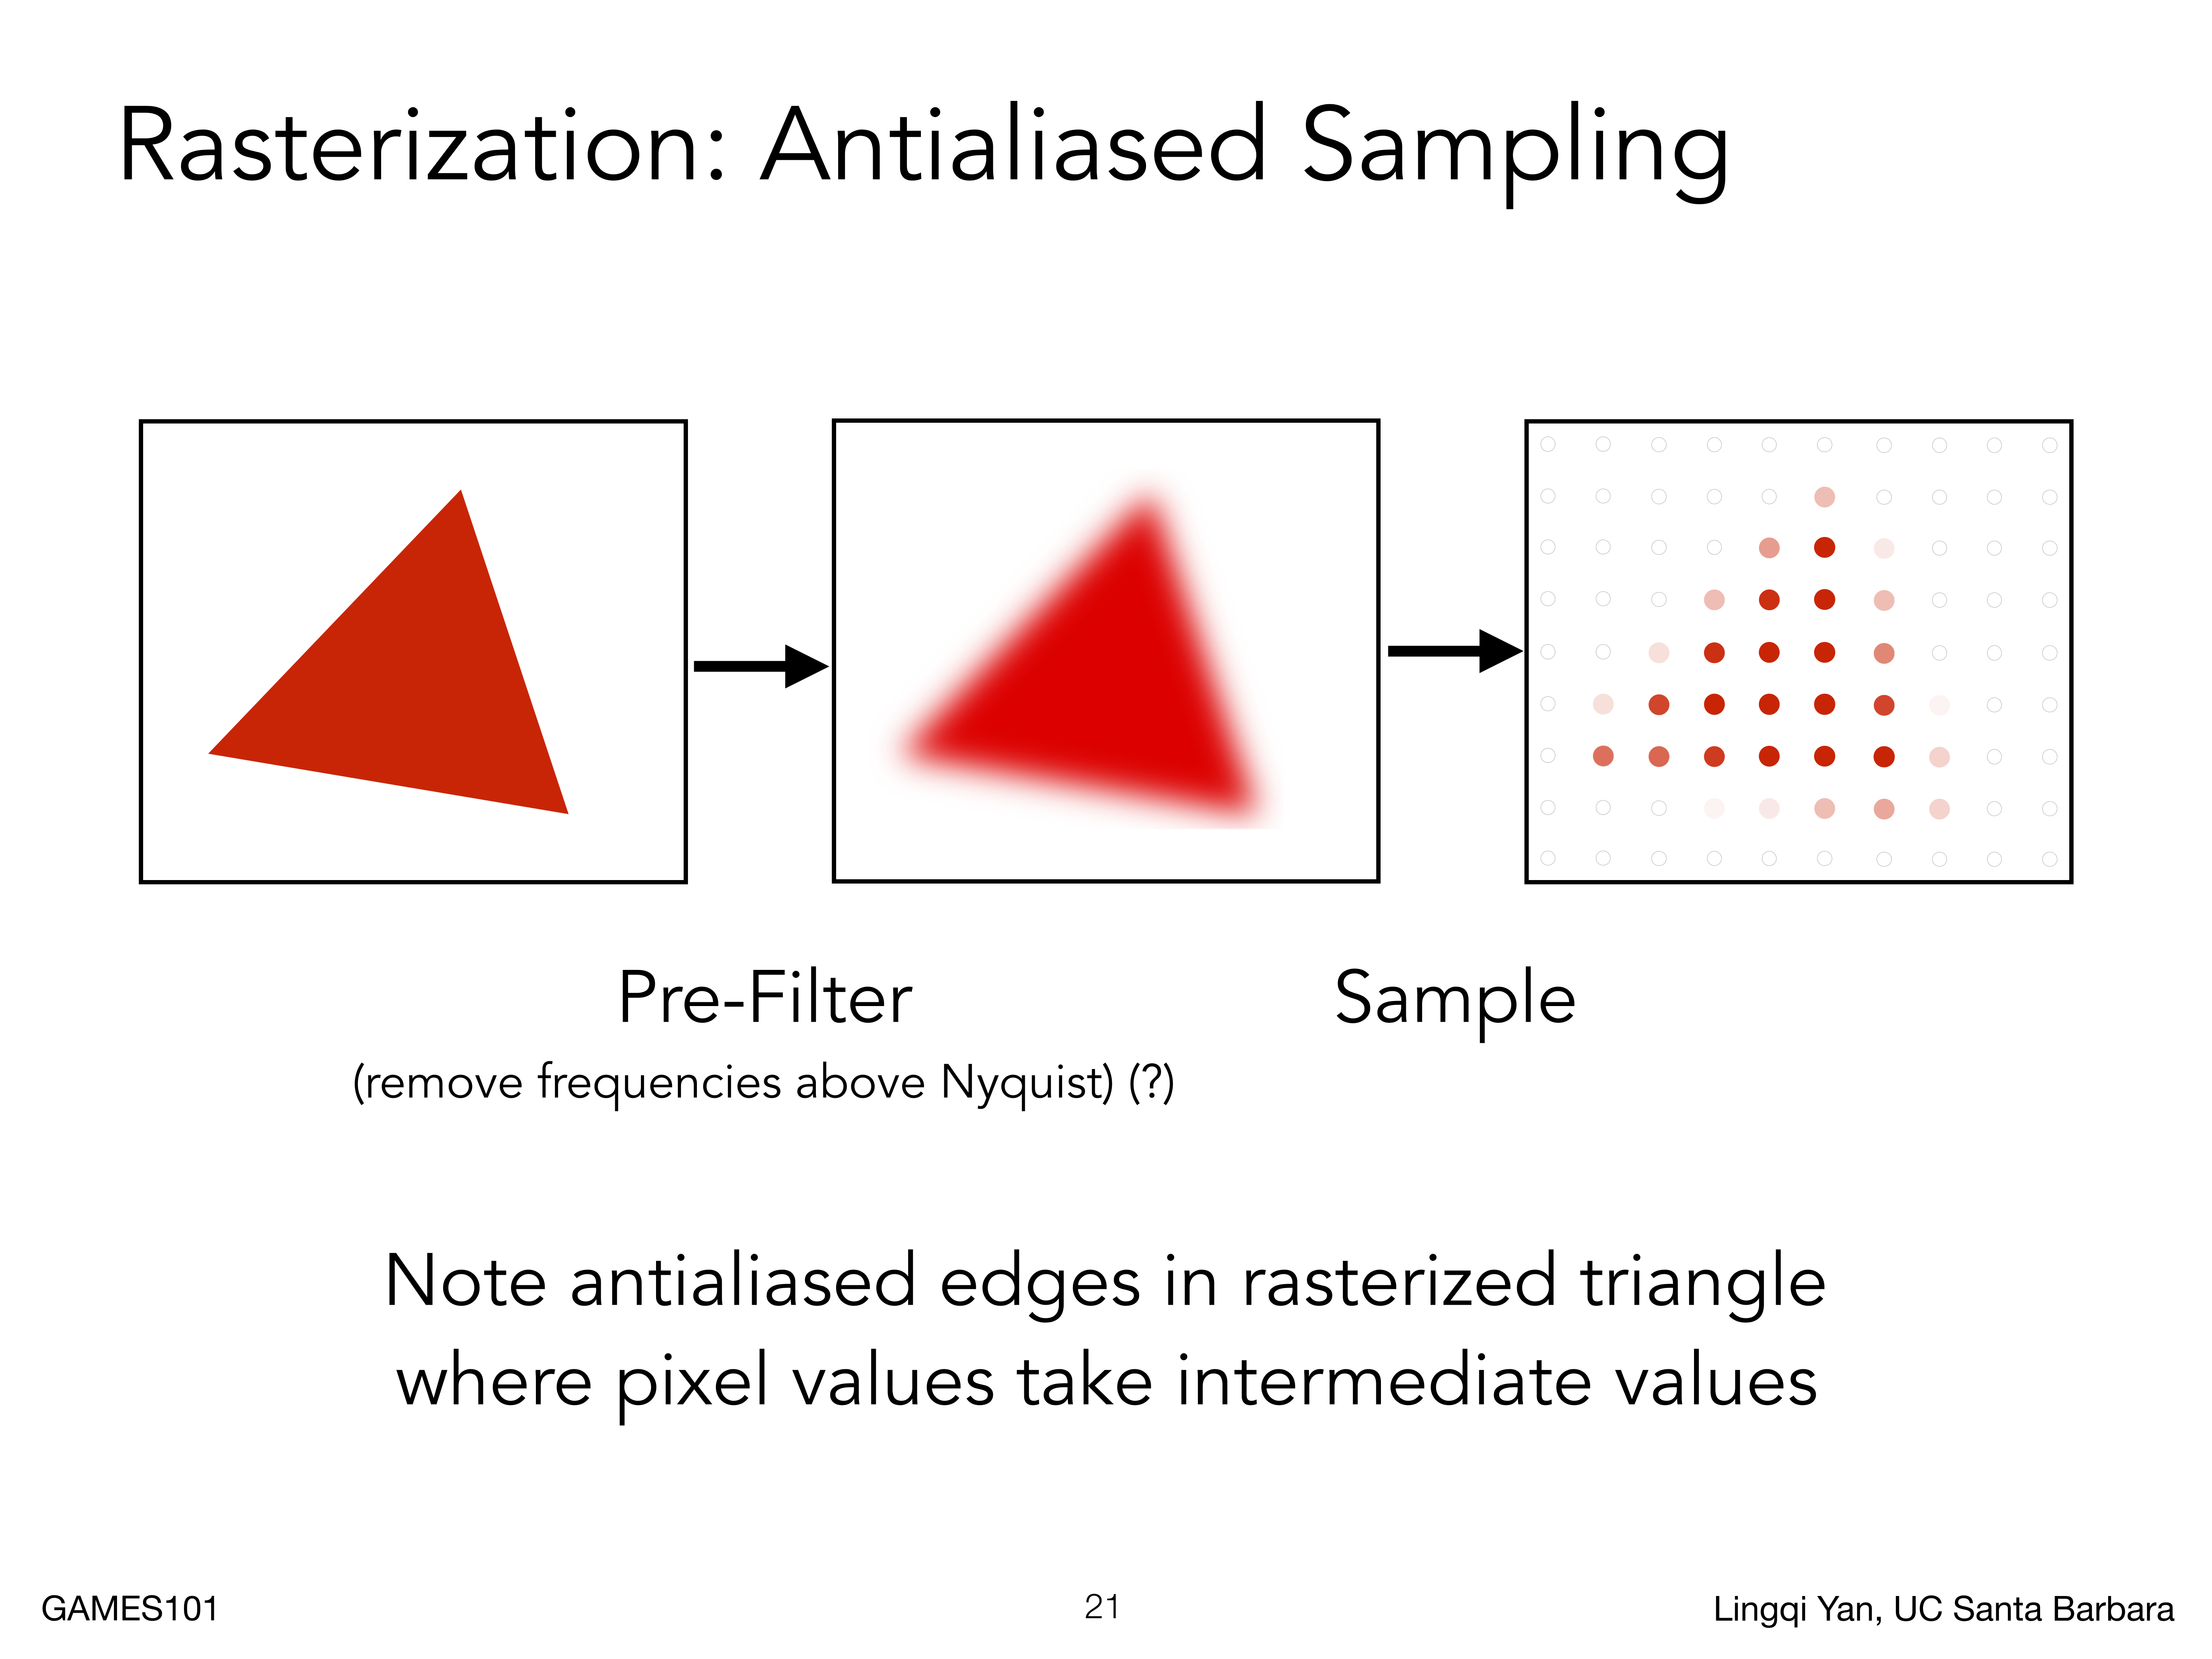 Rasterization: Antialiased Sampling
Pre-Filter
Sample
(remove frequencies above Nyquist) (?)
Note antialiased edges in rasterized triangle
where pixel values take intermediate values
GAMES101
21
Lingqi Yan, UC Santa Barbara